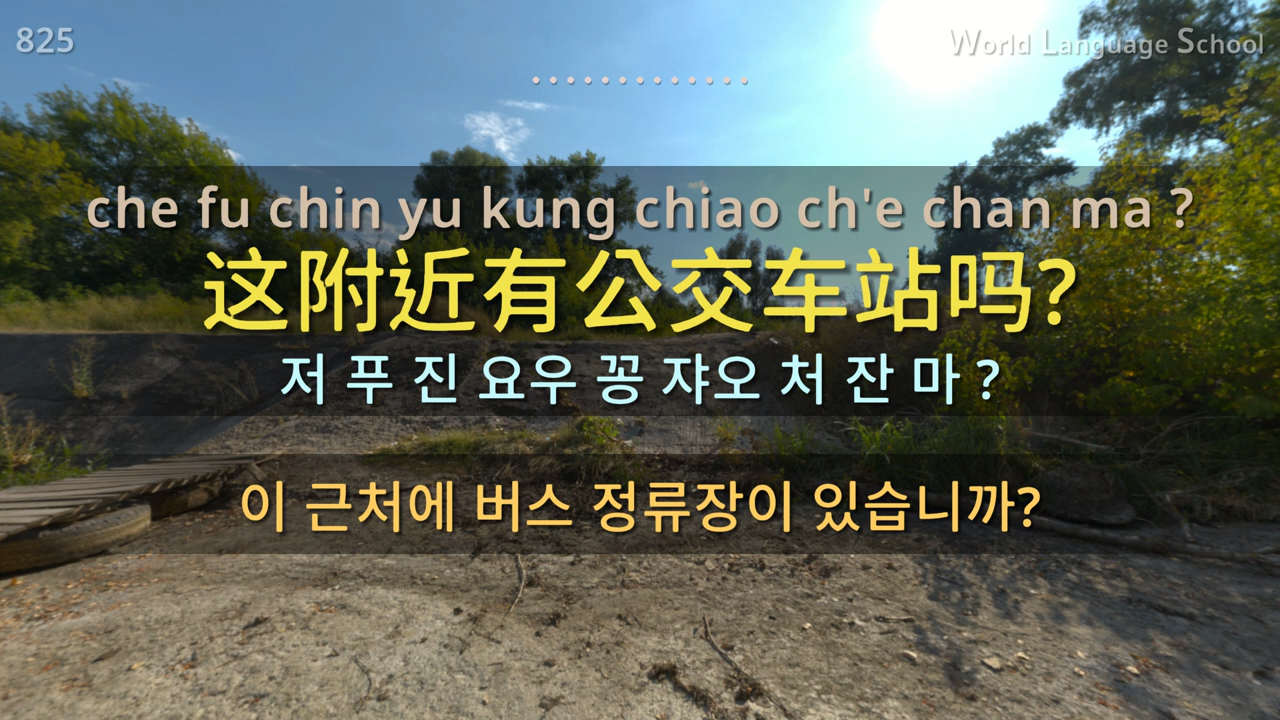 825
World Language School
che fu chin yu kung chiao ch'e chan ma ?
这附近有公交车站吗?
저 푸 진 요우 꽁 쟈오 처 잔 마 ?
이 근처에 버스 정류장이 있습니까?